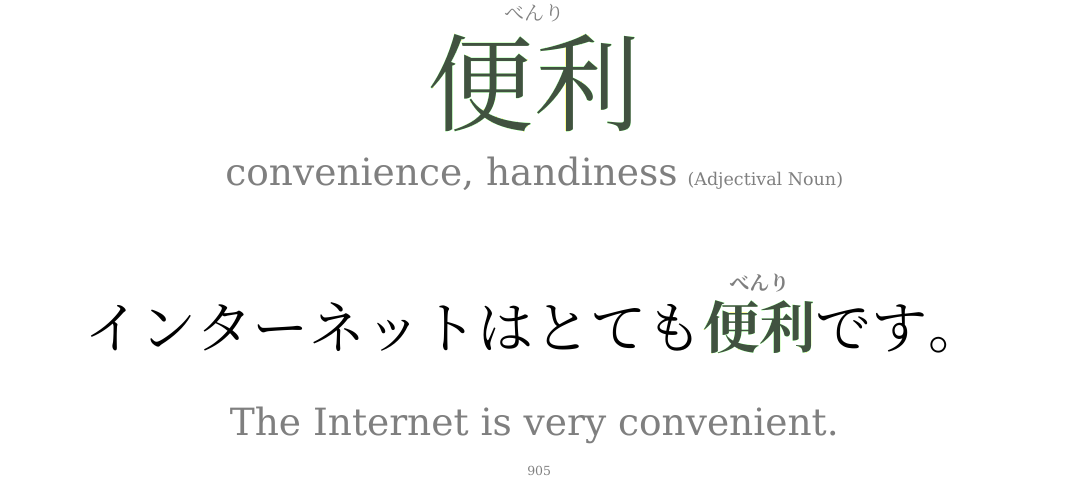 べんり
便利
convenience, handiness (Adjectival Noun)
べんり
インターネットはとても便利です。
The Internet is very convenient.
905